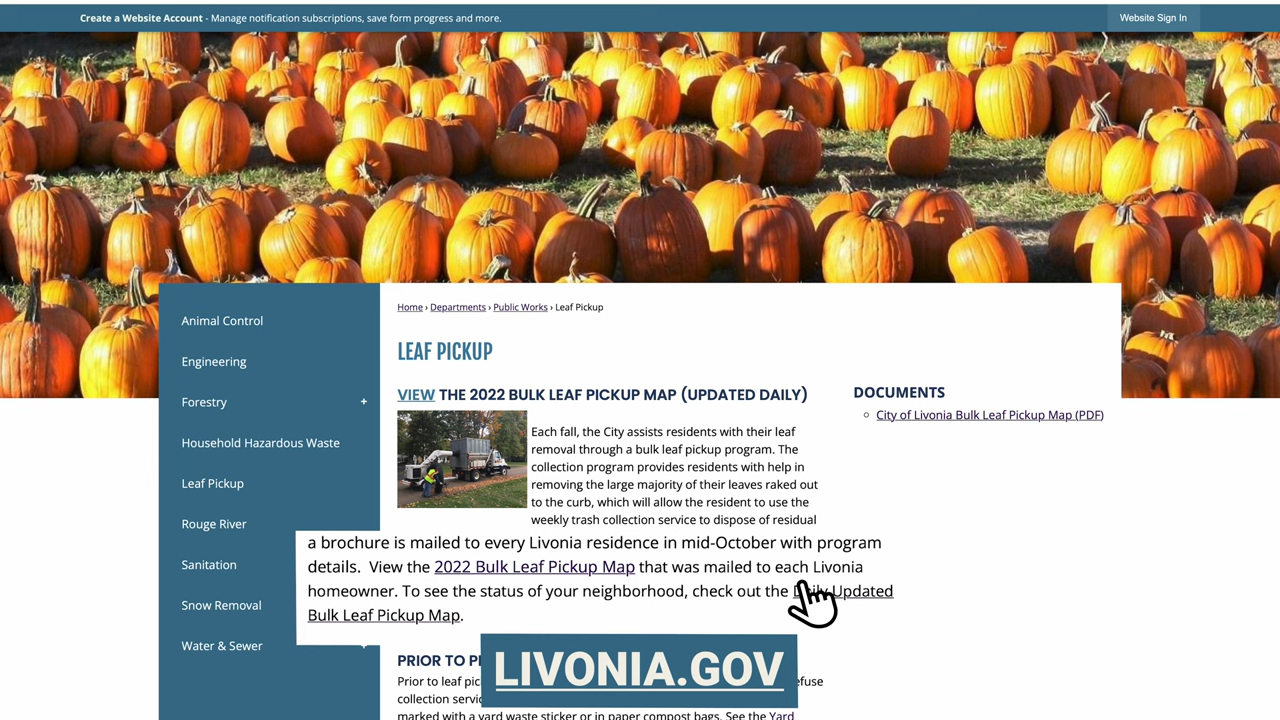 Create a Website Account - Manage notification subscriptions, save form progress and more.
Website Sign In
Animal Control
Engineering
Forestry +
Household Hazardous Waste
Leaf Pickup
Rouge River
Sanitation
Snow Removal
Water & Sewer
Home › Departments › Public Works › Leaf Pickup
LEAF PICKUP
VIEW THE 2022 BULK LEAF PICKUP MAP (UPDATED DAILY)
Each fall, the City assists residents with their leaf
removal through a bulk leaf pickup program. The
collection program provides residents with help in
removing the large majority of their leaves raked out
to the curb, which will allow the resident to use the
weekly trash collection service to dispose of residual
a brochure is mailed to every Livonia residence in mid-October with program
details. View the 2022 Bulk Leaf Pickup Map that was mailed to each Livonia
homeowner. To see the status of your neighborhood, check out the Daily Updated
Bulk Leaf Pickup Map.
PRIOR TO
Prior to leaf
collection
marked with a yard waste sticker or in paper compost bags. See the Yard
LIVONIA.GOV
DOCUMENTS
City of Livonia Bulk Leaf Pickup Map (PDF)